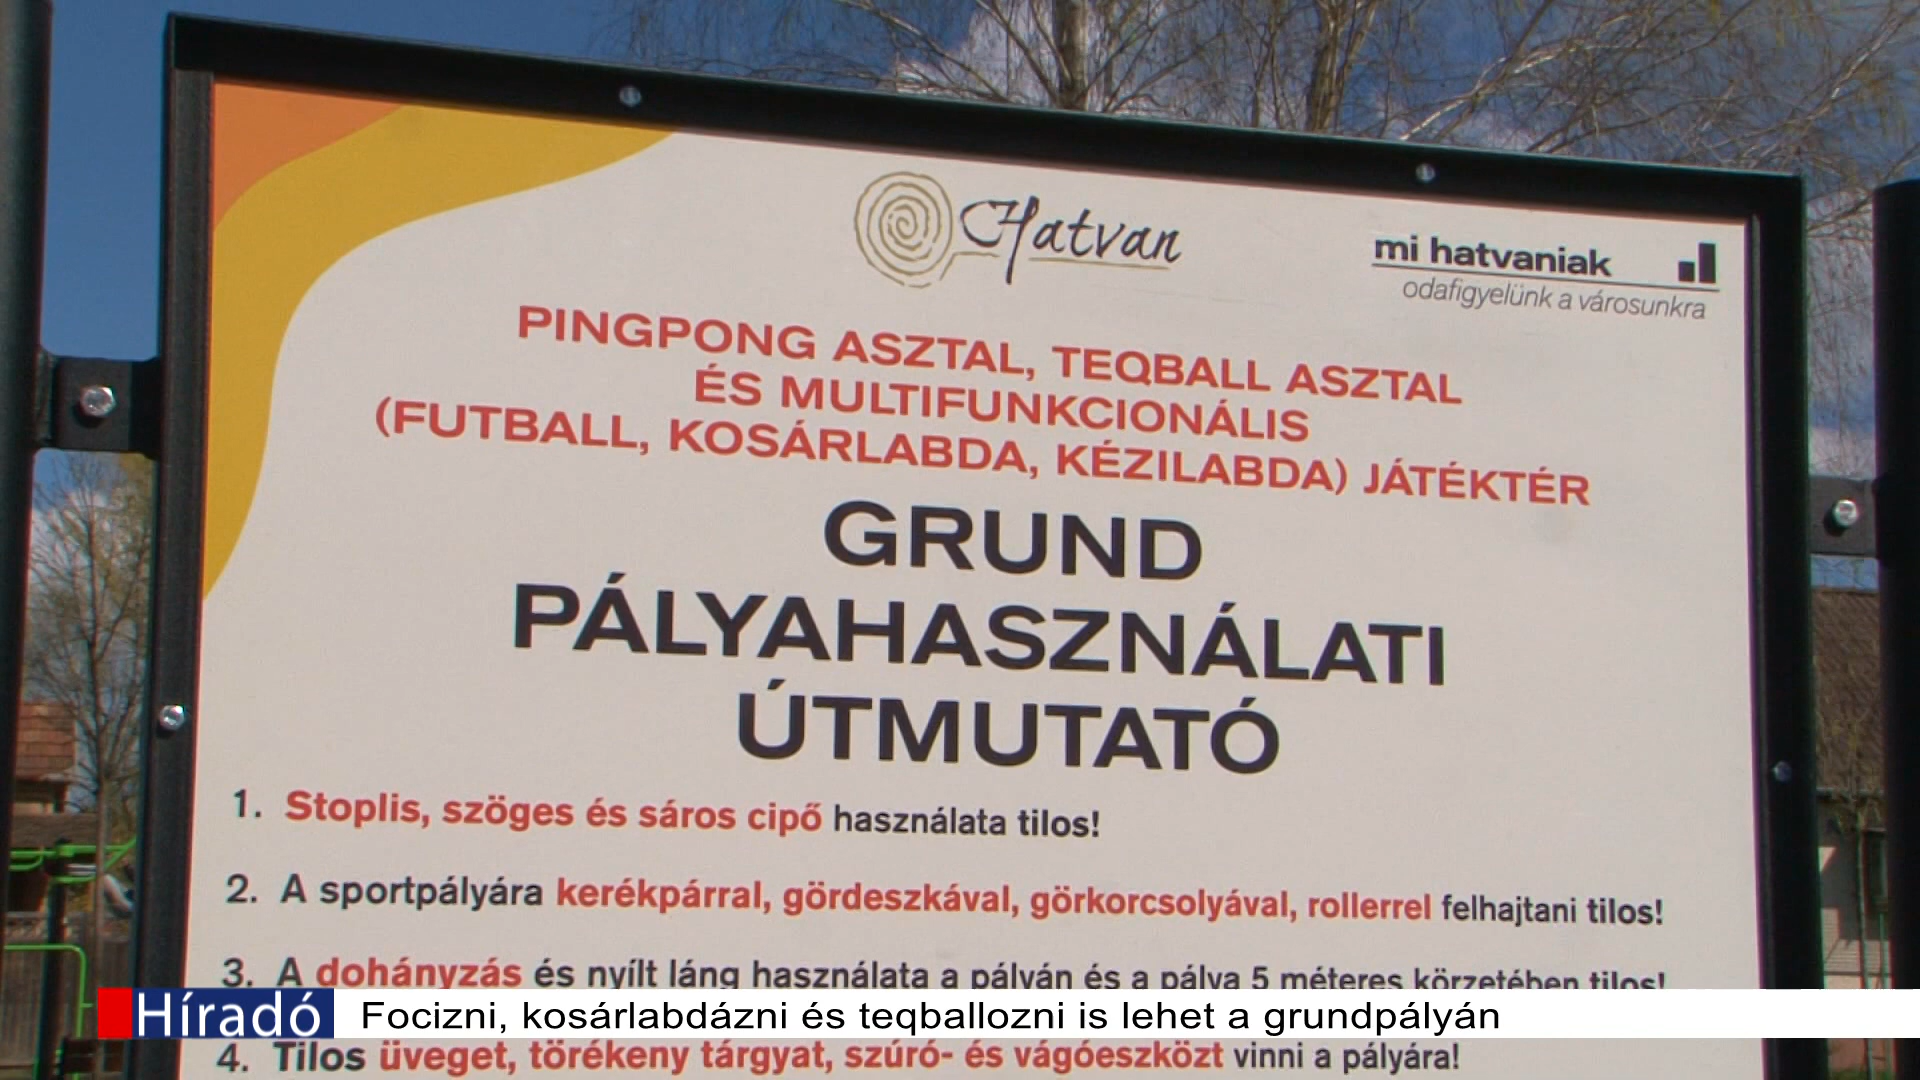 Hatvan
mi hatvaniak
odafigyelünk a városunkra
PINGPONG ASZTAL, TEQBALL ASZTAL
ÉS MULTIFUNKCIONÁLIS
(FUTBALL, KOSÁRLABDA, KÉZILABDA) JÁTÉKTÉR
GRUND
PÁLYAHASZNÁLATI
ÚTMUTATÓ
1. Stoplis, szöges és sáros cipő használata tilos!
2. A sportpályára kerékpárral, gördeszkával, görkorcsolyával, rollerrel felhajtani tilos!
3. A dohányzás és nyílt láng használata a pályán és a pálya 5 méteres körzetében tilos!
Híradó Focizni, kosárlabdázni és teqballozni is lehet a grundpályán
4. Tilos üveget, törékeny tárgyat, szúró- és vágóeszközt vinni a pályára!